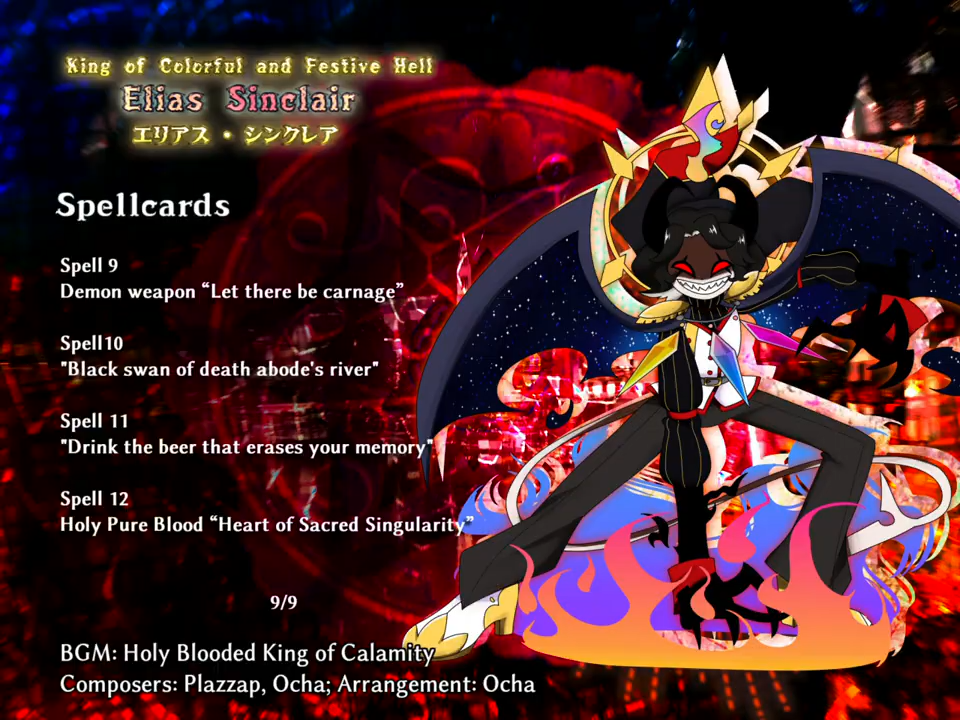 King of Colorful and Festive Hell
Elias Sinclair
エリアス・シンクレア
Spellcards
Spell 9
Demon weapon “Let there be carnage”
Spell10
"Black swan of death abode's river"
Spell 11
"Drink the beer that erases your memory"
Spell 12
Holy Pure Blood “Heart of Sacred Singularity”
9/9
BGM: Holy Blooded King of Calamity
Composers: Plazzap, Ocha; Arrangement: Ocha